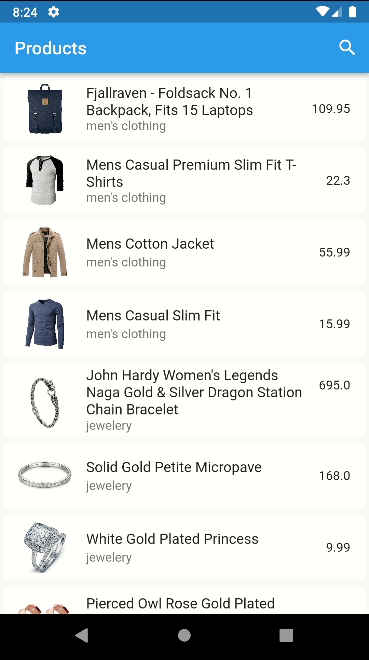 8:24
Products
Fjallraven - Foldsack No. 1
Backpack, Fits 15 Laptops
109.95
men's clothing
Mens Casual Premium Slim Fit T-
Shirts
22.3
men's clothing
Mens Cotton Jacket
55.99
men's clothing
Mens Casual Slim Fit
15.99
men's clothing
John Hardy Women's Legends
Naga Gold & Silver Dragon Station
Chain Bracelet
695.0
jewelery
Solid Gold Petite Micropave
168.0
jewelery
White Gold Plated Princess
9.99
jewelery
Pierced Owl Rose Gold Plated